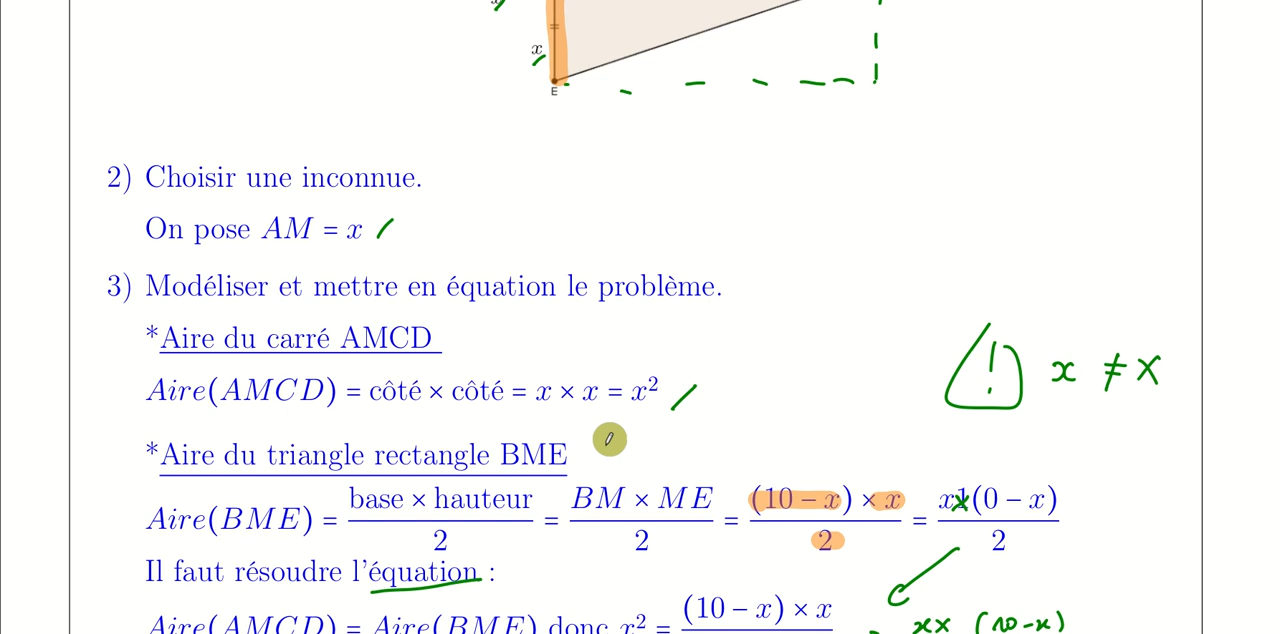 x
E
2) Choisir une inconnue.
On pose AM = x
3) Modéliser et mettre en équation le problème.
*Aire du carré AMCD
Aire(AMCD) = côté × côté = x × x = x²
! x ≠ X
*Aire du triangle rectangle BME
Aire(BME) = base × hauteur / 2 = BM × ME / 2 = (10 − x) × x / 2 = x1(0 − x) / 2
Il faut résoudre l'équation :
Aire(AMCD) = Aire(BME) donc x² = (10 − x) × x
x× (10-x)